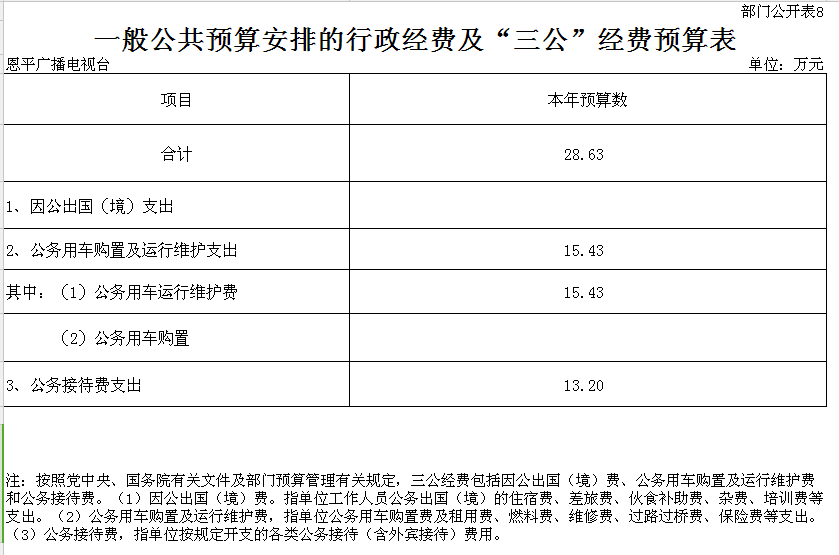 部门公开表8
一般公共预算安排的行政经费及“三公”经费预算表
恩平广播电视台 单位：万元
项目 本年预算数
合计 28.63
1、因公出国（境）支出
2、公务用车购置及运行维护支出 15.43
其中：（1）公务用车运行维护费 15.43
（2）公务用车购置
3、公务接待费支出 13.20
注：按照党中央、国务院有关文件及部门预算管理有关规定，三公经费包括因公出国（境）费、公务用车购置及运行维护费
和公务接待费。（1）因公出国（境）费。指单位工作人员公务出国（境）的住宿费、差旅费、伙食补助费、杂费、培训费等
支出。（2）公务用车购置及运行维护费，指单位公务用车购置费及租用费、燃料费、维修费、过路过桥费、保险费等支出。
（3）公务接待费，指单位按规定开支的各类公务接待（含外宾接待）费用。